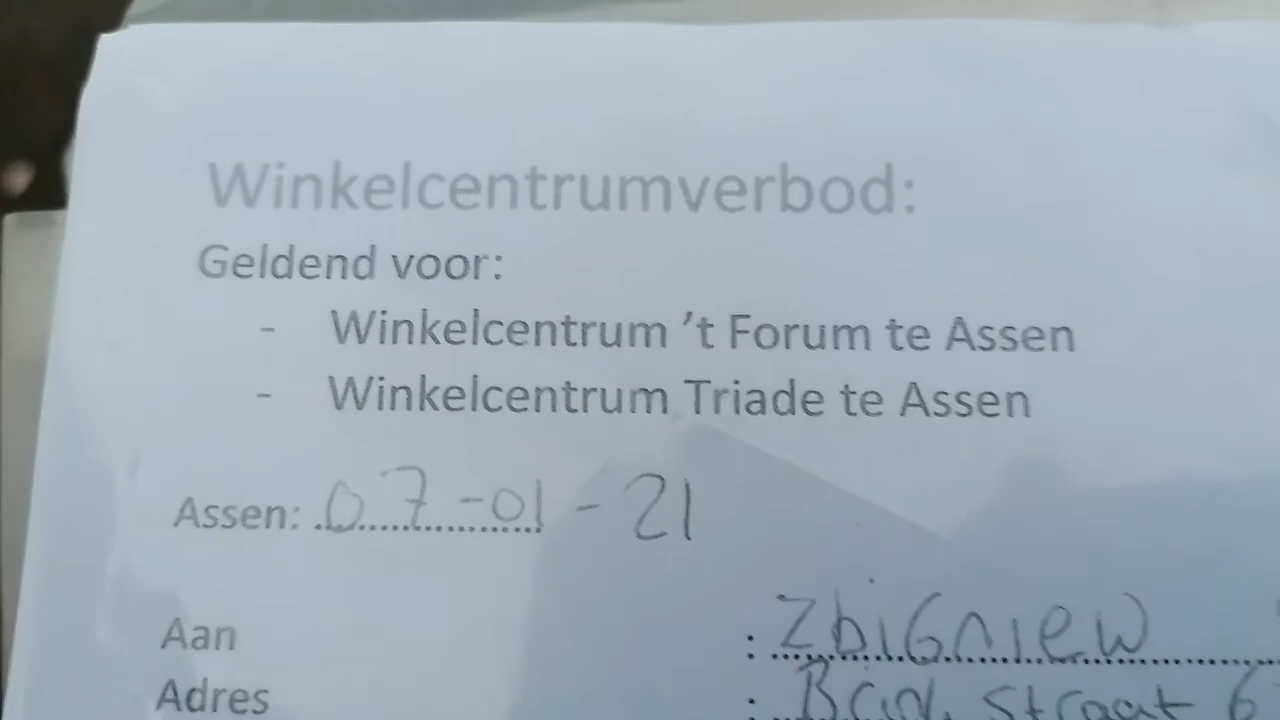 Winkelcentrumverbod:
Geldend voor:
- Winkelcentrum 't Forum te Assen
- Winkelcentrum Triade te Assen
Assen: 07-01-21
Aan : Zbigniew
Adres : straat 6